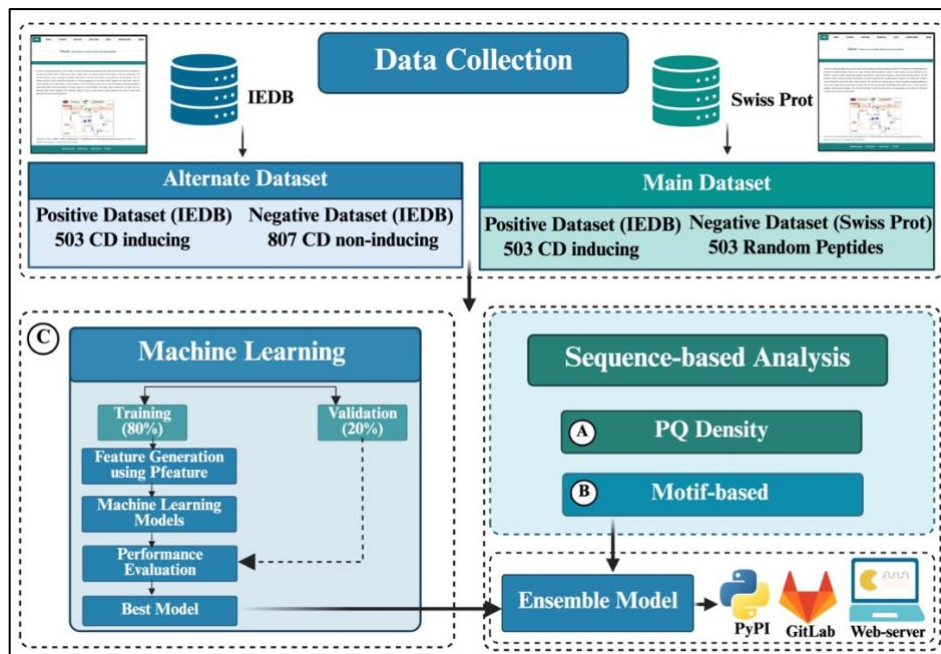 Data Collection
IEDB
Swiss Prot
Alternate Dataset
Positive Dataset (IEDB)
503 CD inducing
Negative Dataset (IEDB)
807 CD non-inducing
Main Dataset
Positive Dataset (IEDB)
503 CD inducing
Negative Dataset (Swiss Prot)
503 Random Peptides
C
Machine Learning
Training
(80%)
Validation
(20%)
Feature Generation
using Pfeature
Machine Learning
Models
Performance
Evaluation
Best Model
Sequence-based Analysis
A
PQ Density
B
Motif-based
Ensemble Model
PyPI
GitLab
Web-server